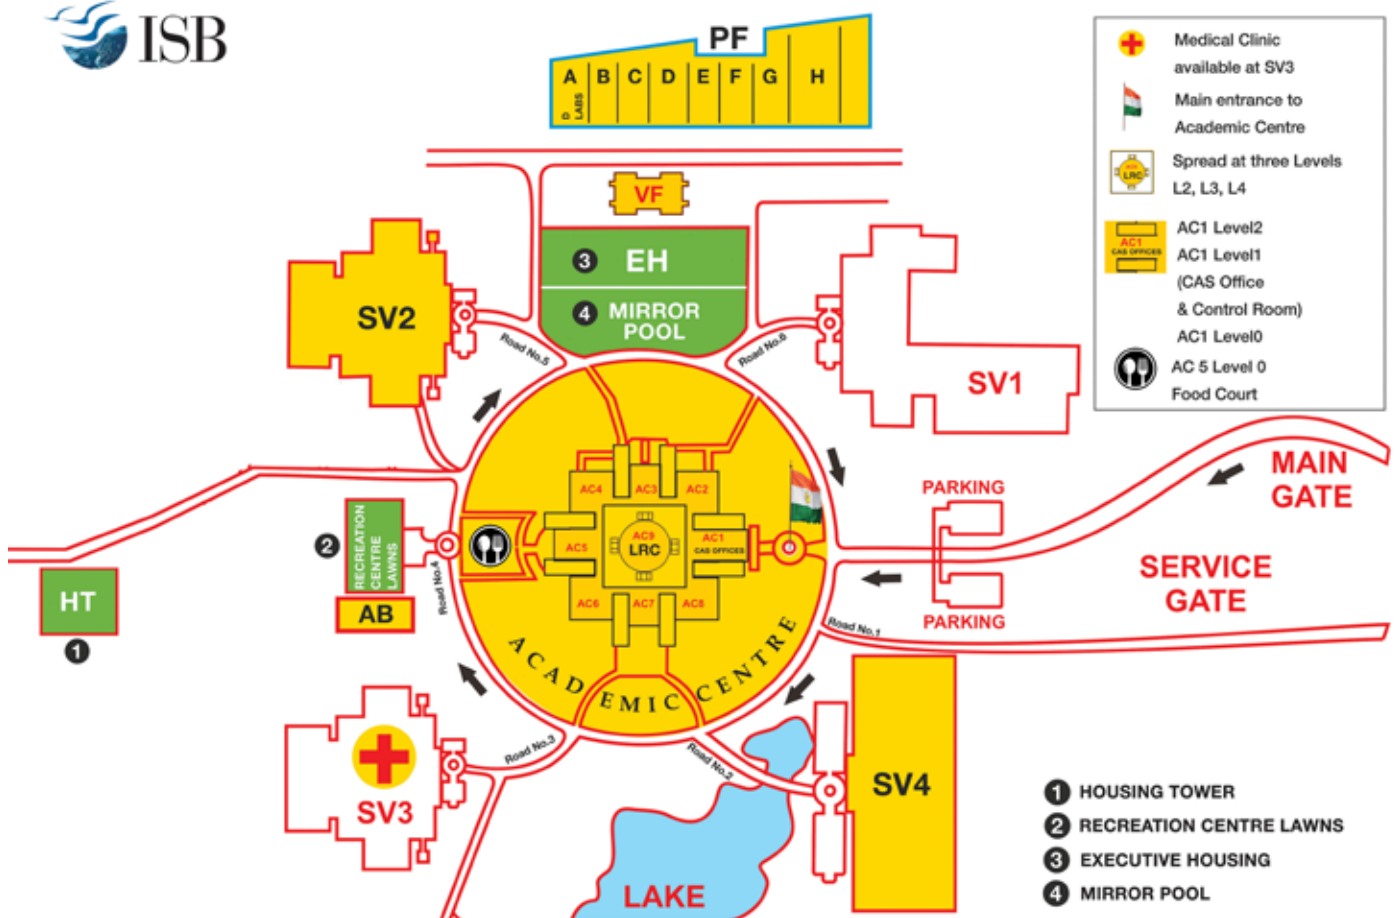 ISB
PF
A
B
C
D
E
F
G
H
D
LABS
VF
3 EH
4 MIRROR
POOL
SV2
SV1
Road No.5
Road No.6
Medical Clinic
available at SV3
Main entrance to
Academic Centre
LRC
Spread at three Levels
L2, L3, L4
AC1
CAS OFFICES
AC1 Level2
AC1 Level1
(CAS Office
& Control Room)
AC1 Level0
AC 5 Level 0
Food Court
MAIN
GATE
PARKING
SERVICE
GATE
PARKING
AC4
AC3
AC2
AC5
AC9
LRC
AC1
CAS OFFICES
AC6
AC7
AC8
ACADEMIC CENTRE
2
RECREATION
CENTRE
LAWNS
AB
HT
1
Road No.4
Road No.1
Road No.3
Road No.2
SV3
SV4
LAKE
1 HOUSING TOWER
2 RECREATION CENTRE LAWNS
3 EXECUTIVE HOUSING
4 MIRROR POOL